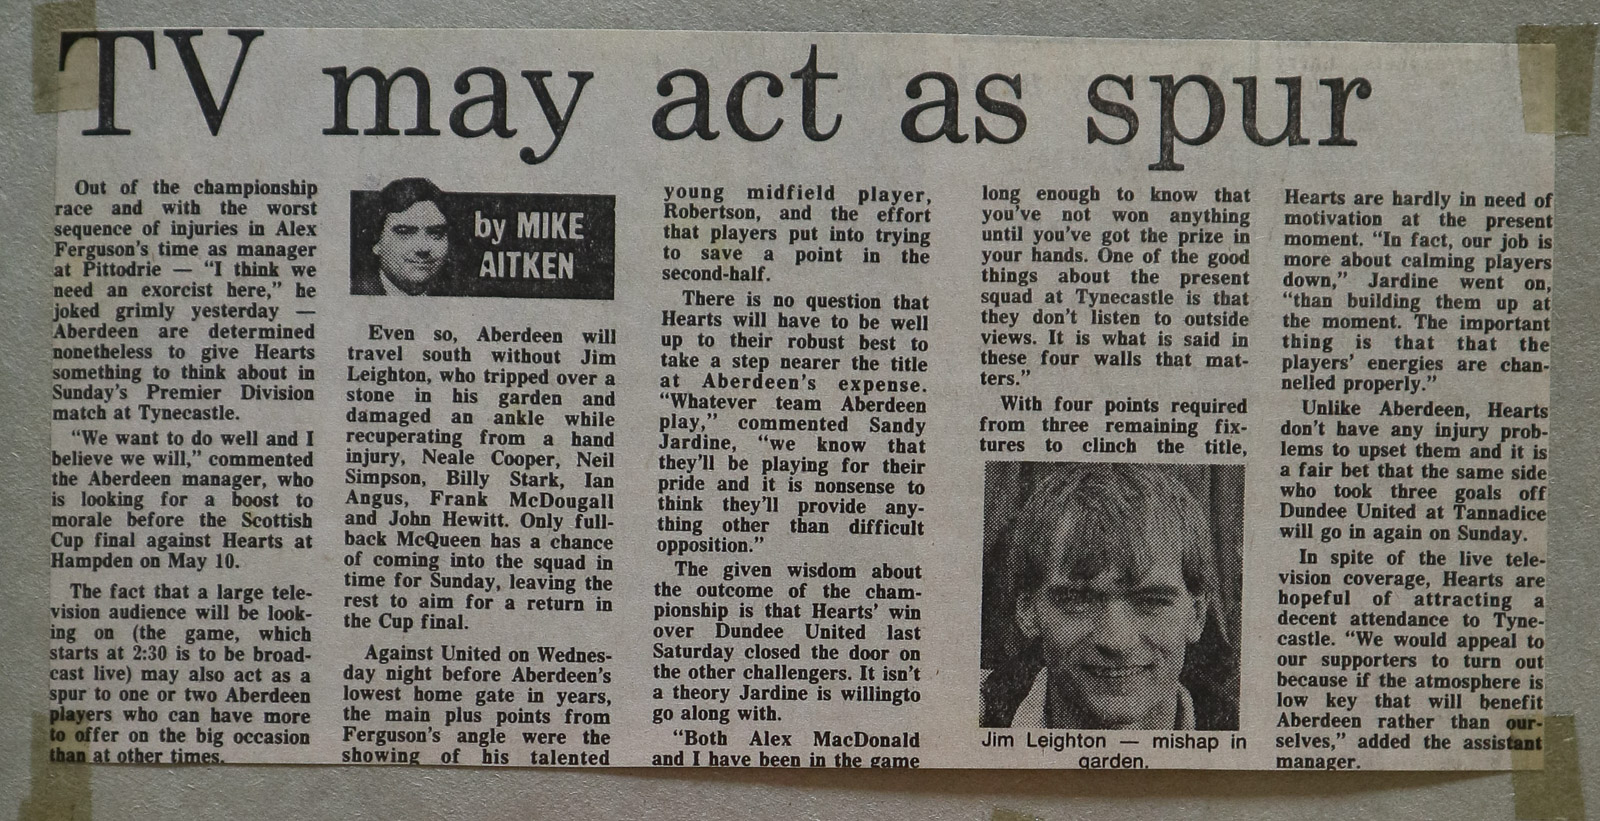 TV may act as spur
Out of the championship
race and with the worst
sequence of injuries in Alex
Ferguson's time as manager
at Pittodrie — “I think we
need an exorcist here,” he
joked grimly yesterday —
Aberdeen are determined
nonetheless to give Hearts
something to think about in
Sunday's Premier Division
match at Tynecastle.
“We want to do well and I
believe we will,” commented
the Aberdeen manager, who
is looking for a boost to
morale before the Scottish
Cup final against Hearts at
Hampden on May 10.
The fact that a large tele-
vision audience will be look-
ing on (the game, which
starts at 2:30 is to be broad-
cast live) may also act as a
spur to one or two Aberdeen
players who can have more
to offer on the big occasion
than at other times.
by MIKE
AITKEN
Even so, Aberdeen will
travel south without Jim
Leighton, who tripped over a
stone in his garden and
damaged an ankle while
recuperating from a hand
injury, Neale Cooper, Neil
Simpson, Billy Stark, Ian
Angus, Frank McDougall
and John Hewitt. Only full-
back McQueen has a chance
of coming into the squad in
time for Sunday, leaving the
rest to aim for a return in
the Cup final.
Against United on Wednes-
day night before Aberdeen's
lowest home gate in years,
the main plus points from
Ferguson's angle were the
showing of his talented
young midfield player,
Robertson, and the effort
that players put into trying
to save a point in the
second-half.
There is no question that
Hearts will have to be well
up to their robust best to
take a step nearer the title
at Aberdeen's expense.
“Whatever team Aberdeen
play,” commented Sandy
Jardine, “we know that
they'll be playing for their
pride and it is nonsense to
think they'll provide any-
thing other than difficult
opposition.”
The given wisdom about
the outcome of the cham-
pionship is that Hearts' win
over Dundee United last
Saturday closed the door on
the other challengers. It isn't
a theory Jardine is willingto
go along with.
“Both Alex MacDonald
and I have been in the game
long enough to know that
you've not won anything
until you've got the prize in
your hands. One of the good
things about the present
squad at Tynecastle is that
they don't listen to outside
views. It is what is said in
these four walls that mat-
ters.”
With four points required
from three remaining fix-
tures to clinch the title,
Jim Leighton — mishap in
garden.
Hearts are hardly in need of
motivation at the present
moment. “In fact, our job is
more about calming players
down,” Jardine went on,
“than building them up at
the moment. The important
thing is that that the
players' energies are chan-
nelled properly.”
Unlike Aberdeen, Hearts
don't have any injury prob-
lems to upset them and it is
a fair bet that the same side
who took three goals off
Dundee United at Tannadice
will go in again on Sunday.
In spite of the live tele-
vision coverage, Hearts are
hopeful of attracting a
decent attendance to Tyne-
castle. “We would appeal to
our supporters to turn out
because if the atmosphere is
low key that will benefit
Aberdeen rather than our-
selves,” added the assistant
manager.